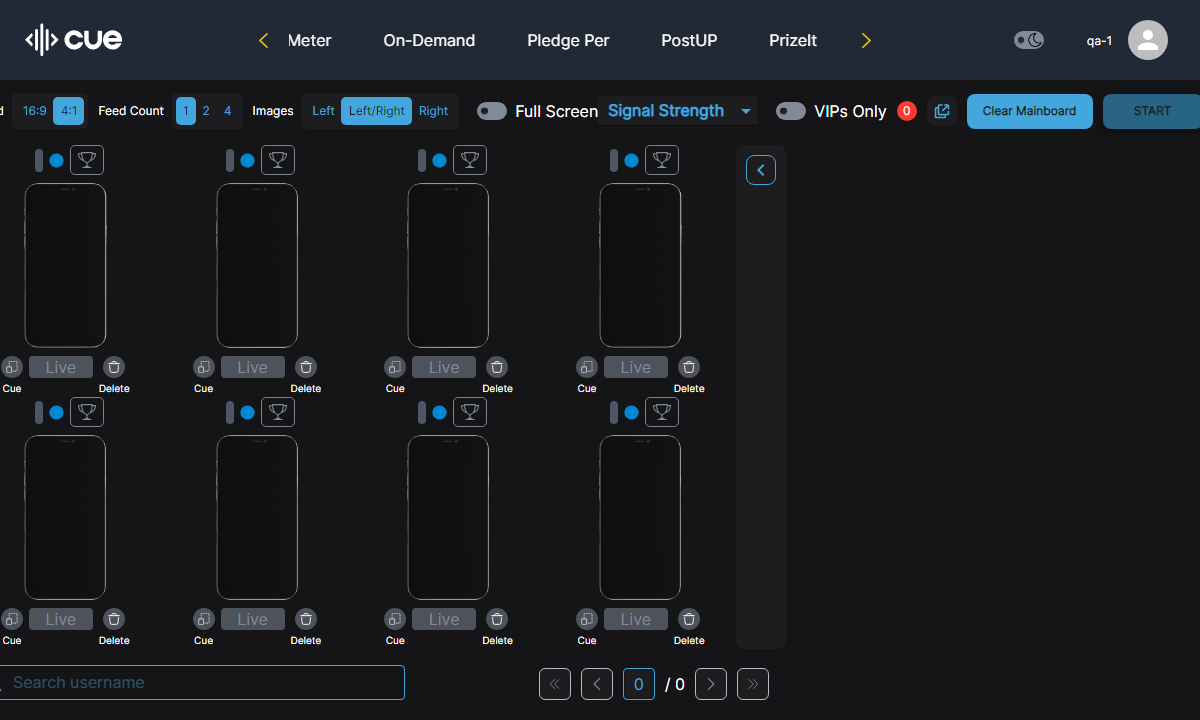 cue
Meter On-Demand Pledge Per PostUP PrizeIt
qa-1
16:9 4:1 Feed Count 1 2 4 Images Left Left/Right Right Full Screen Signal Strength VIPs Only 0 Clear Mainboard START
Live Live Live Live
Cue Delete Cue Delete Cue Delete Cue Delete
Live Live Live Live
Cue Delete Cue Delete Cue Delete Cue Delete
Search username
0 / 0